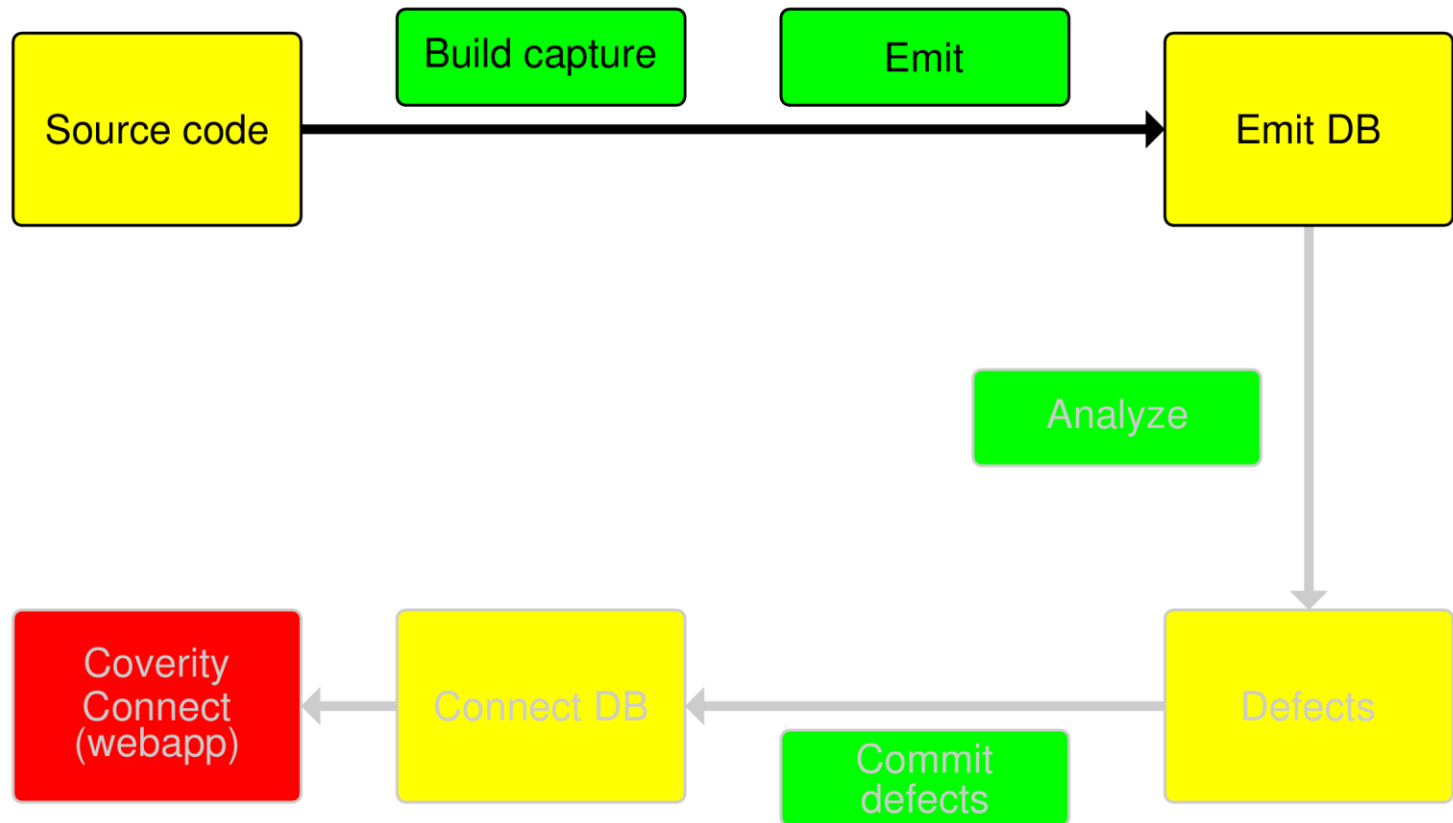 Build capture
Emit
Source code
Emit DB
Analyze
Coverity
Connect
(webapp)
Connect DB
Defects
Commit
defects